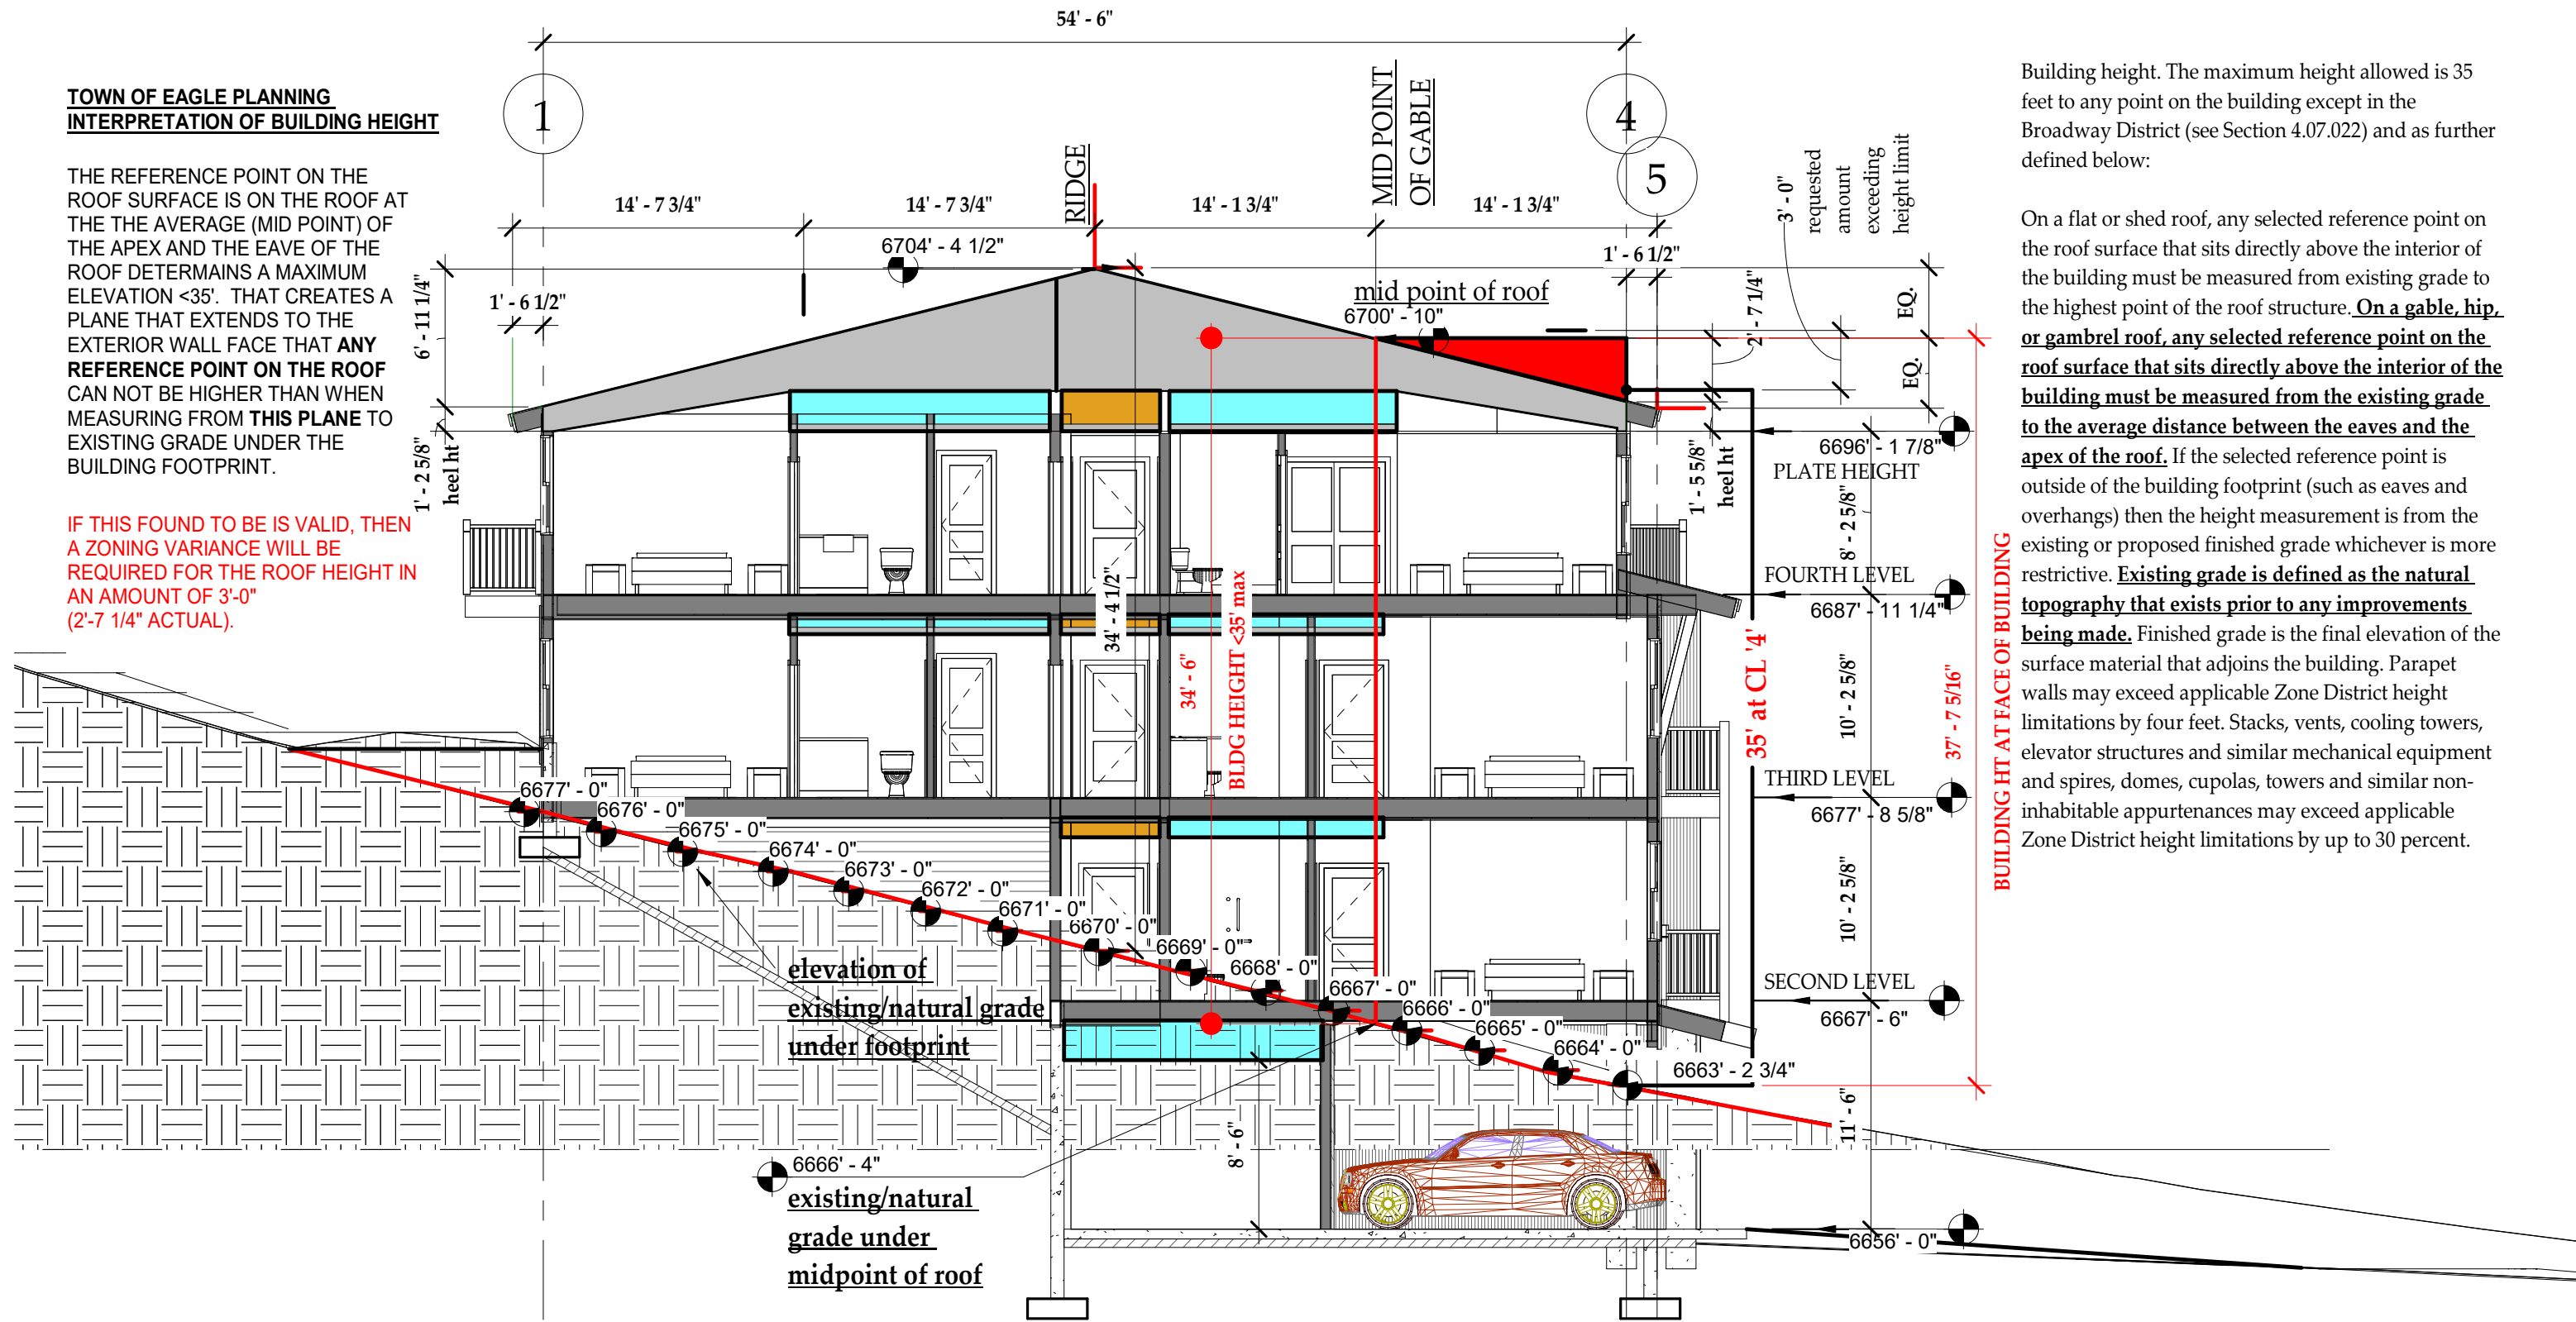 54' - 6"
TOWN OF EAGLE PLANNING
INTERPRETATION OF BUILDING HEIGHT
THE REFERENCE POINT ON THE
ROOF SURFACE IS ON THE ROOF AT
THE THE AVERAGE (MID POINT) OF
THE APEX AND THE EAVE OF THE
ROOF DETERMAINS A MAXIMUM
ELEVATION <35'. THAT CREATES A
PLANE THAT EXTENDS TO THE
EXTERIOR WALL FACE THAT ANY
REFERENCE POINT ON THE ROOF
CAN NOT BE HIGHER THAN WHEN
MEASURING FROM THIS PLANE TO
EXISTING GRADE UNDER THE
BUILDING FOOTPRINT.
IF THIS FOUND TO BE IS VALID, THEN
A ZONING VARIANCE WILL BE
REQUIRED FOR THE ROOF HEIGHT IN
AN AMOUNT OF 3'-0"
(2'-7 1/4" ACTUAL).
1
4
5
RIDGE
MID POINT
OF GABLE
14' - 7 3/4"
14' - 7 3/4"
14' - 1 3/4"
14' - 1 3/4"
1' - 6 1/2"
1' - 6 1/2"
6704' - 4 1/2"
mid point of roof
6700' - 10"
6' - 11 1/4"
1' - 2 5/8"
heel ht
3' - 0"
requested
amount
exceeding
height limit
2' - 7 1/4"
EQ.
EQ.
1' - 5 5/8"
heel ht
6696' - 1 7/8"
PLATE HEIGHT
8' - 2 5/8"
FOURTH LEVEL
6687' - 11 1/4"
10' - 2 5/8"
THIRD LEVEL
6677' - 8 5/8"
10' - 2 5/8"
SECOND LEVEL
6667' - 6"
11' - 6"
6656' - 0"
35' at CL '4'
37' - 7 5/16"
BUILDING HT AT FACE OF BUILDING
34' - 4 1/2"
34' - 6"
BLDG HEIGHT <35' max
6677' - 0"
6676' - 0"
6675' - 0"
6674' - 0"
6673' - 0"
6672' - 0"
6671' - 0"
6670' - 0"
6669' - 0"
6668' - 0"
6667' - 0"
6666' - 0"
6665' - 0"
6664' - 0"
6663' - 2 3/4"
elevation of
existing/natural grade
under footprint
8' - 6"
6666' - 4"
existing/natural
grade under
midpoint of roof
Building height. The maximum height allowed is 35
feet to any point on the building except in the
Broadway District (see Section 4.07.022) and as further
defined below:
On a flat or shed roof, any selected reference point on
the roof surface that sits directly above the interior of
the building must be measured from existing grade to
the highest point of the roof structure. On a gable, hip,
or gambrel roof, any selected reference point on the
roof surface that sits directly above the interior of the
building must be measured from the existing grade
to the average distance between the eaves and the
apex of the roof. If the selected reference point is
outside of the building footprint (such as eaves and
overhangs) then the height measurement is from the
existing or proposed finished grade whichever is more
restrictive. Existing grade is defined as the natural
topography that exists prior to any improvements
being made. Finished grade is the final elevation of the
surface material that adjoins the building. Parapet
walls may exceed applicable Zone District height
limitations by four feet. Stacks, vents, cooling towers,
elevator structures and similar mechanical equipment
and spires, domes, cupolas, towers and similar non-
inhabitable appurtenances may exceed applicable
Zone District height limitations by up to 30 percent.